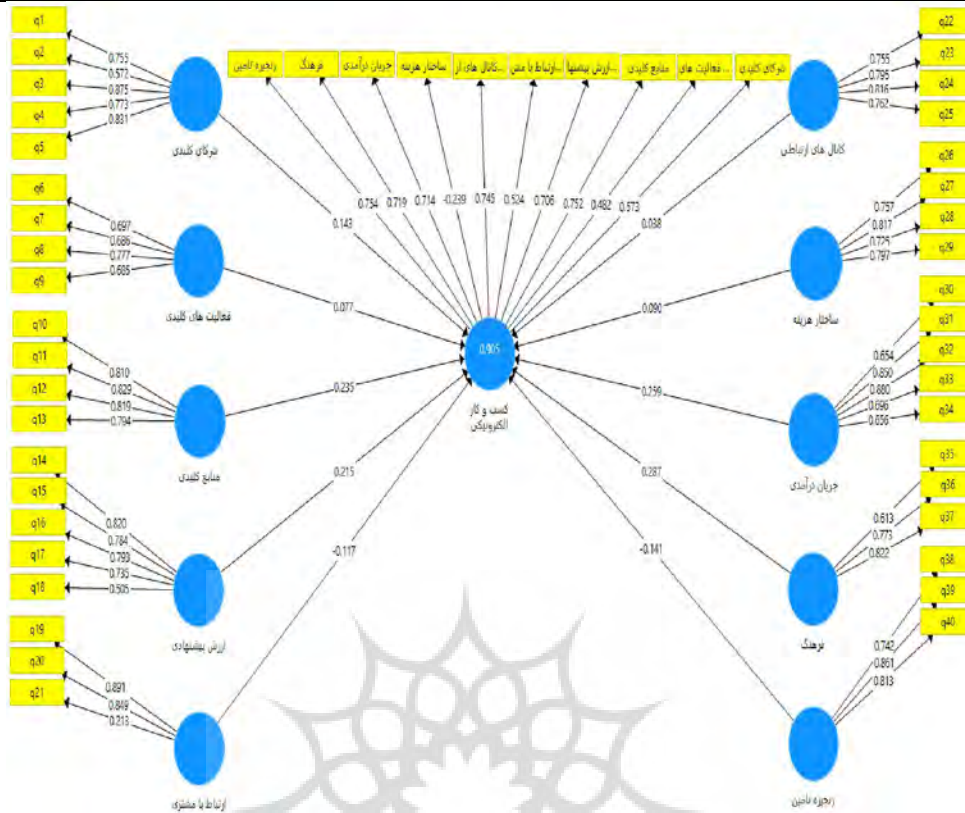 q1
q2
q3
q4
q5
0.755
0.572
0.875
0.773
0.831
شرکای کلیدی
q6
q7
q8
q9
0.697
0.686
0.777
0.685
فعالیت های کلیدی
q10
q11
q12
q13
0.810
0.829
0.819
0.794
منابع کلیدی
q14
q15
q16
q17
q18
0.820
0.784
0.793
0.735
0.505
ارزش پیشنهادی
q19
q20
q21
0.891
0.849
0.213
ارتباط با مشتری
زنجیره تامین
فرهنگ
جریان درآمدی
ساختار هزینه
کانال های ار...
ارتباط با مش...
ارزش پیشنها...
منابع کلیدی
فعالیت های ...
شرکای کلیدی
0.754
0.719
0.714
-0.239
0.745
0.524
0.706
0.752
0.482
0.573
0.143
0.077
0.235
0.215
-0.117
0.905
کسب و کار
الکترونیکی
0.090
0.287
-0.141
q22
q23
q24
q25
0.755
0.795
0.816
0.762
کانال های ارتباطی
q26
q27
q28
q29
0.757
0.817
0.725
0.797
ساختار هزینه
q30
q31
q32
q33
q34
0.654
0.850
0.880
0.696
0.656
جریان درآمدی
q35
q36
q37
0.613
0.773
0.822
فرهنگ
q38
q39
q40
0.742
0.861
0.813
زنجیره تامین